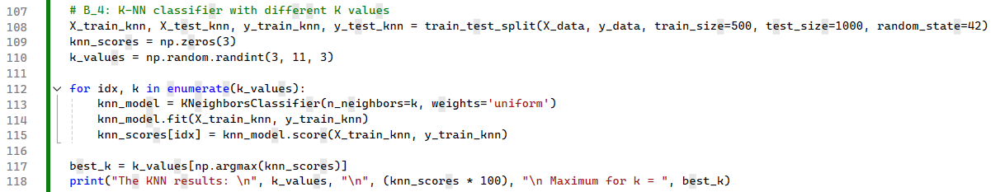 107 # B_4: K-NN classifier with different K values
108 X_train_knn, X_test_knn, y_train_knn, y_test_knn = train_test_split(X_data, y_data, train_size=500, test_size=1000, random_state=42)
109 knn_scores = np.zeros(3)
110 k_values = np.random.randint(3, 11, 3)
111
112 for idx, k in enumerate(k_values):
113 knn_model = KNeighborsClassifier(n_neighbors=k, weights='uniform')
114 knn_model.fit(X_train_knn, y_train_knn)
115 knn_scores[idx] = knn_model.score(X_train_knn, y_train_knn)
116
117 best_k = k_values[np.argmax(knn_scores)]
118 print("The KNN results: \n", k_values, "\n", (knn_scores * 100), "\n Maximum for k = ", best_k)